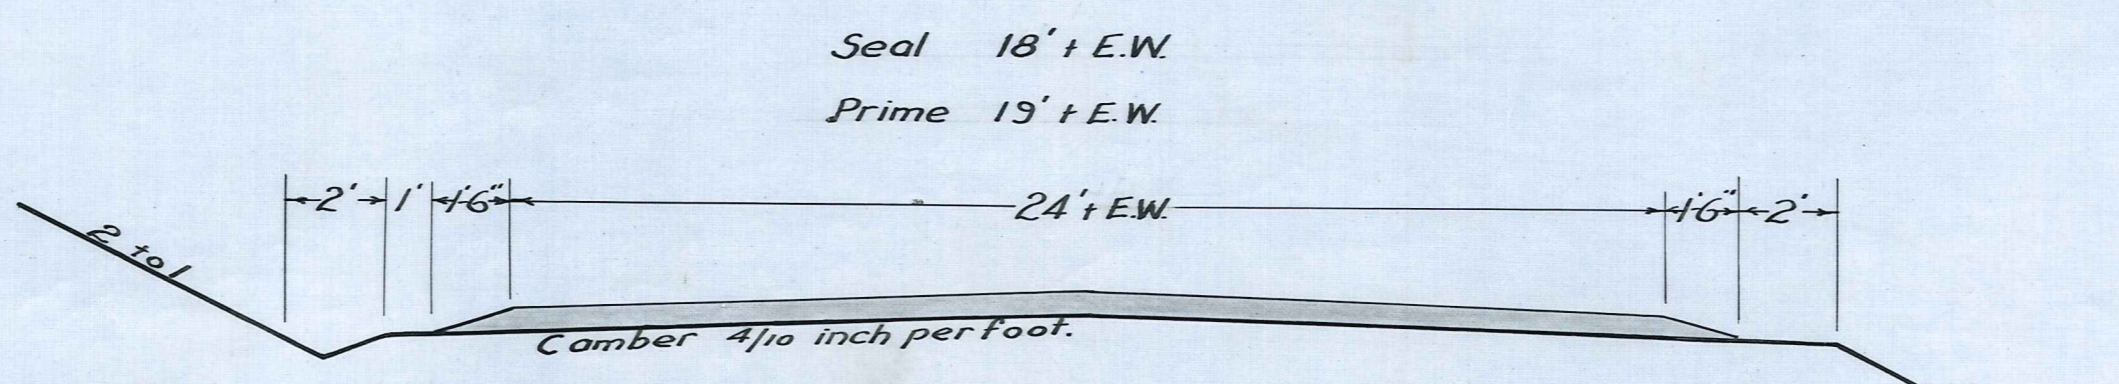 Seal 18' + E.W.
Prime 19' + E.W.
2' 1' 1'6" 24' + E.W. 1'6" 2'
2 to 1
Camber 4/10 inch per foot.